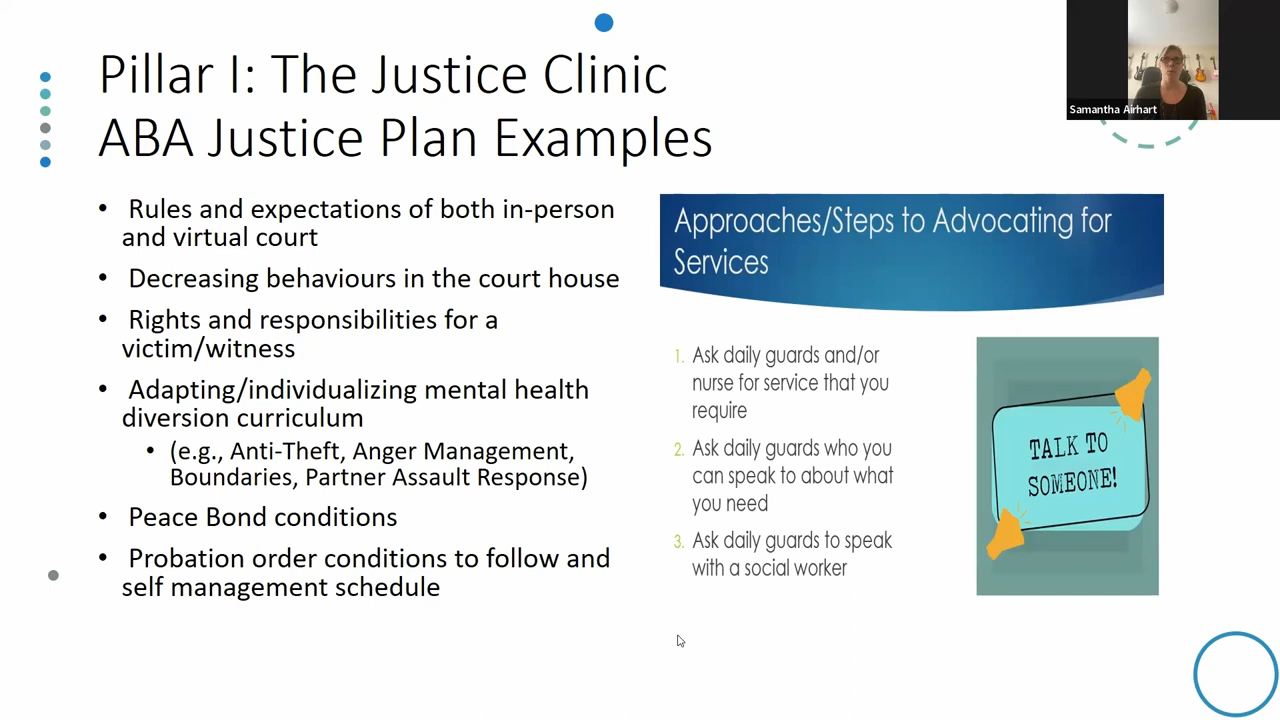 Pillar I: The Justice Clinic
ABA Justice Plan Examples
• Rules and expectations of both in-person
and virtual court
• Decreasing behaviours in the court house
• Rights and responsibilities for a
victim/witness
• Adapting/individualizing mental health
diversion curriculum
• (e.g., Anti-Theft, Anger Management,
Boundaries, Partner Assault Response)
• Peace Bond conditions
• Probation order conditions to follow and
self management schedule
Approaches/Steps to Advocating for
Services
1. Ask daily guards and/or
nurse for service that you
require
2. Ask daily guards who you
can speak to about what
you need
3. Ask daily guards to speak
with a social worker
TALK TO
SOMEONE!
Samantha Airhart